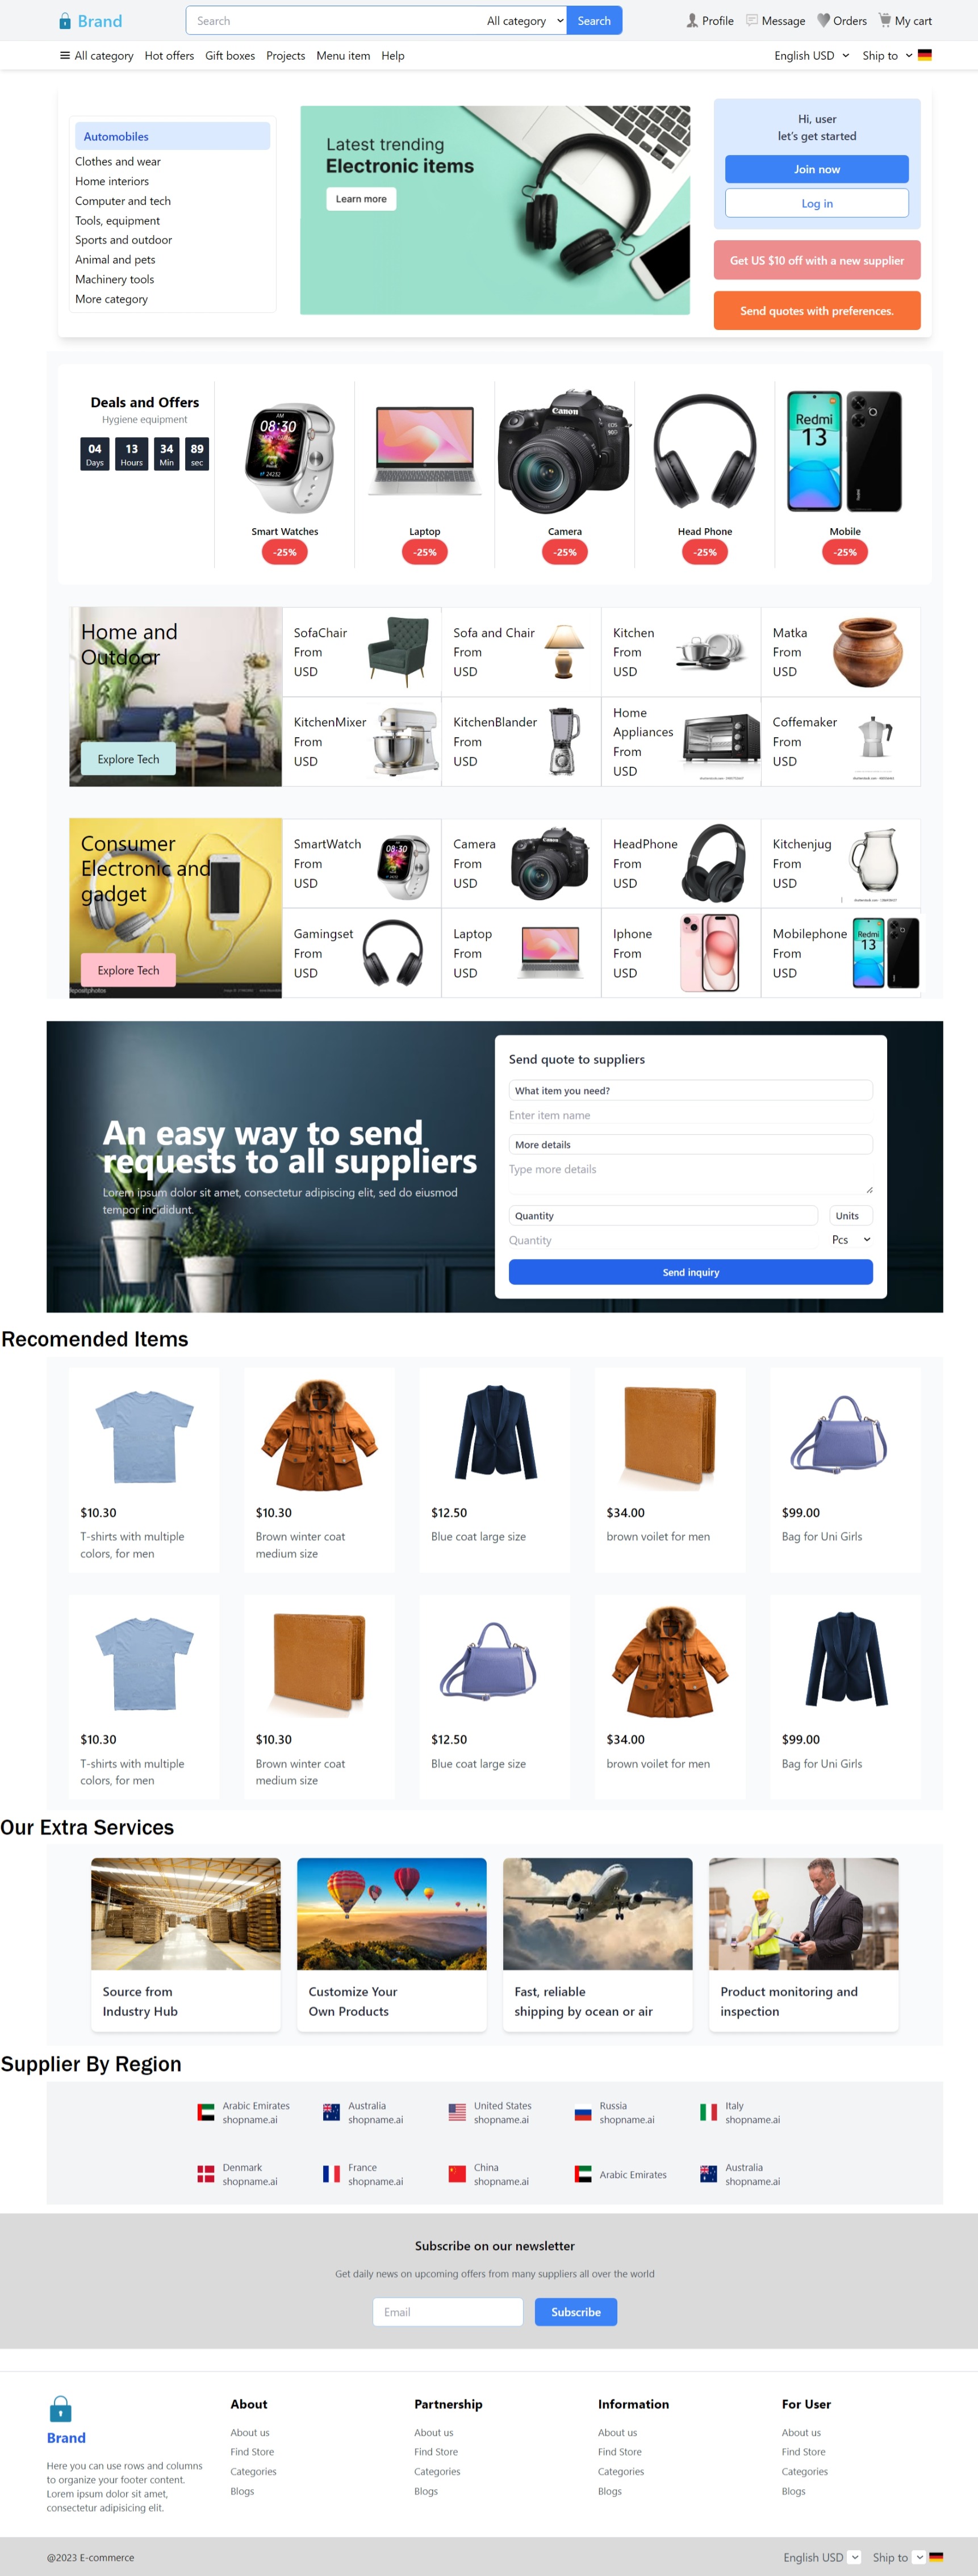 Brand
Search
All category
Search
Profile
Message
Orders
My cart
All category
Hot offers
Gift boxes
Projects
Menu item
Help
English USD
Ship to
Automobiles
Clothes and wear
Home interiors
Computer and tech
Tools, equipment
Sports and outdoor
Animal and pets
Machinery tools
More category
Latest trending
Electronic items
Learn more
Hi, user
let's get started
Join now
Log in
Get US $10 off with a new supplier
Send quotes with preferences.
Deals and Offers
Hygiene equipment
04 13 34 89
Days Hours Min sec
AM
08:30
Smart Watches
-25%
Laptop
-25%
Canon
EOS
90D
Camera
-25%
Head Phone
-25%
Redmi
13
Mobile
-25%
Home and
Outdoor
Explore Tech
SofaChair
From
USD
Sofa and Chair
From
USD
Kitchen
From
USD
Matka
From
USD
KitchenMixer
From
USD
KitchenBlander
From
USD
Home
Appliances
From
USD
Coffemaker
From
USD
Consumer
Electronic and
gadget
Explore Tech
depositphotos
SmartWatch
From
USD
08:30
Camera
From
USD
Canon
HeadPhone
From
USD
Kitchenjug
From
USD
Gamingset
From
USD
Laptop
From
USD
Iphone
From
USD
Mobilephone
From
USD
Redmi
13
An easy way to send
requests to all suppliers
Lorem ipsum dolor sit amet, consectetur adipiscing elit, sed do eiusmod
tempor incididunt.
Send quote to suppliers
What item you need?
Enter item name
More details
Type more details
Quantity
Units
Quantity
Pcs
Send inquiry
Recomended Items
$10.30
T-shirts with multiple
colors, for men
$10.30
Brown winter coat
medium size
$12.50
Blue coat large size
$34.00
brown voilet for men
$99.00
Bag for Uni Girls
$10.30
T-shirts with multiple
colors, for men
$10.30
Brown winter coat
medium size
$12.50
Blue coat large size
$34.00
brown voilet for men
$99.00
Bag for Uni Girls
Our Extra Services
Source from
Industry Hub
Customize Your
Own Products
Fast, reliable
shipping by ocean or air
Product monitoring and
inspection
Supplier By Region
Arabic Emirates
shopname.ai
Australia
shopname.ai
United States
shopname.ai
Russia
shopname.ai
Italy
shopname.ai
Denmark
shopname.ai
France
shopname.ai
China
shopname.ai
Arabic Emirates
Australia
shopname.ai
Subscribe on our newsletter
Get daily news on upcoming offers from many suppliers all over the world
Email
Subscribe
Brand
Here you can use rows and columns
to organize your footer content.
Lorem ipsum dolor sit amet,
consectetur adipisicing elit.
About
About us
Find Store
Categories
Blogs
Partnership
About us
Find Store
Categories
Blogs
Information
About us
Find Store
Categories
Blogs
For User
About us
Find Store
Categories
Blogs
@2023 E-commerce
English USD
Ship to